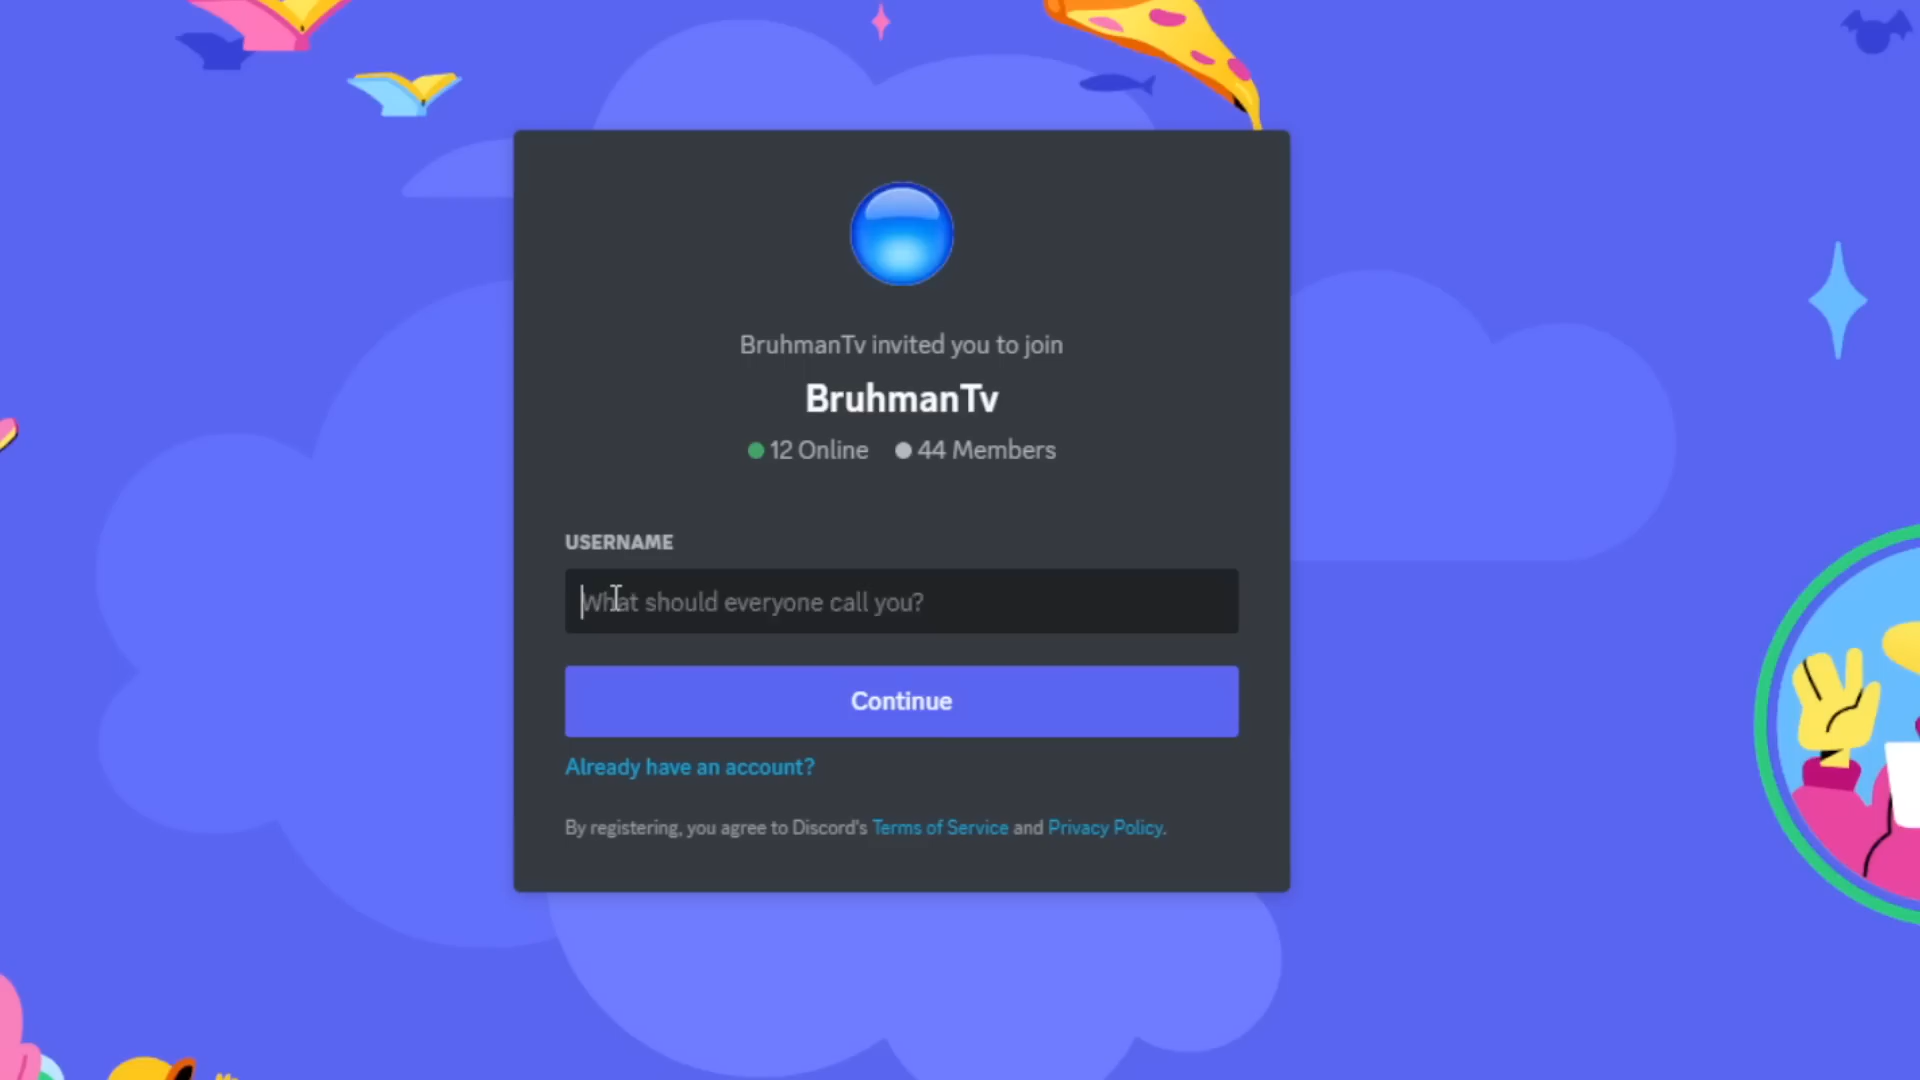 BruhmanTv invited you to join
BruhmanTv
12 Online 44 Members
USERNAME
What should everyone call you?
Continue
Already have an account?
By registering, you agree to Discord's Terms of Service and Privacy Policy.